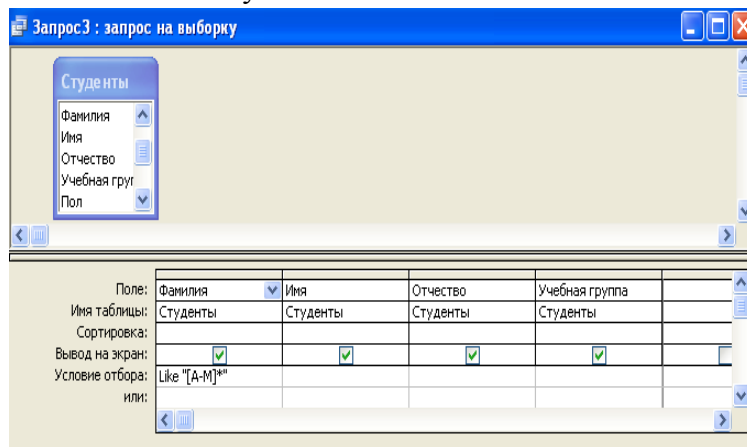 Запрос3 : запрос на выборку
Студенты
Фамилия
Имя
Отчество
Учебная груг
Пол
Поле: Фамилия Имя Отчество Учебная группа
Имя таблицы: Студенты Студенты Студенты Студенты
Сортировка:
Вывод на экран:
Условие отбора: Like "[А-М]*"
или: